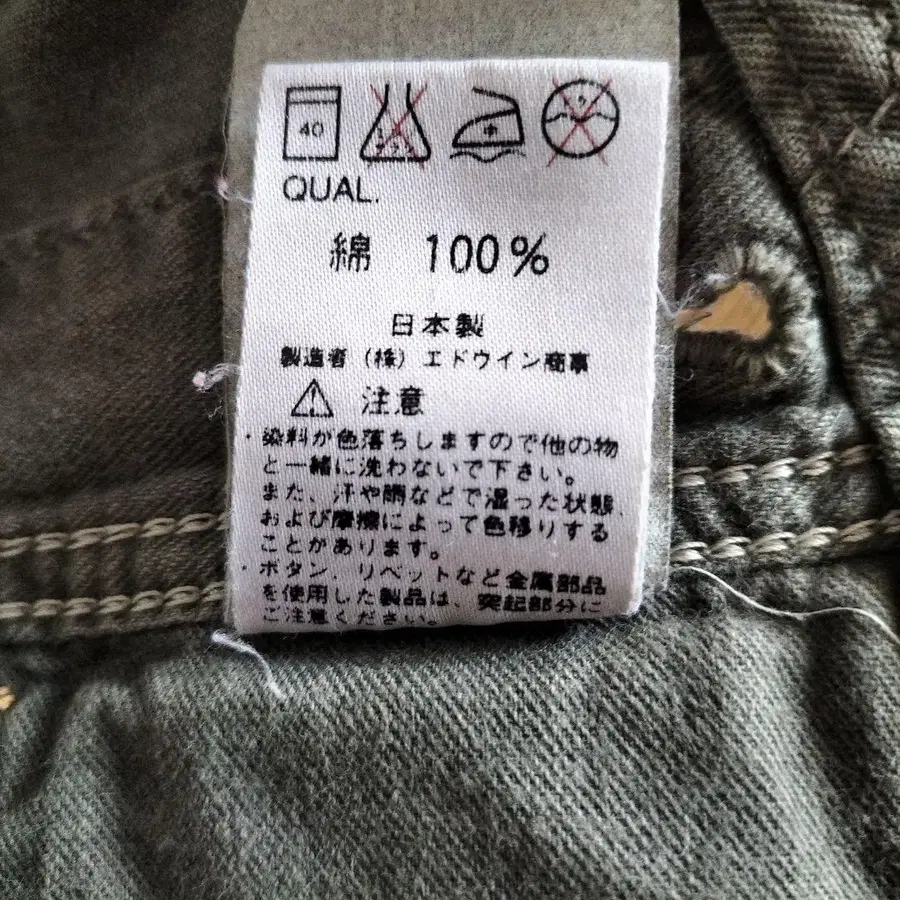 40
QUAL.
綿 100%
日本製
製造者（株）エドウイン商事
注意
・染料が色落ちしますので他の物
と一緒に洗わないで下さい。
また、汗や雨などで湿った状態、
および摩擦によって色移りする
ことがあります。
・ボタン、リベットなど金属部品
を使用した製品は、突起部分に
ご注意ください。